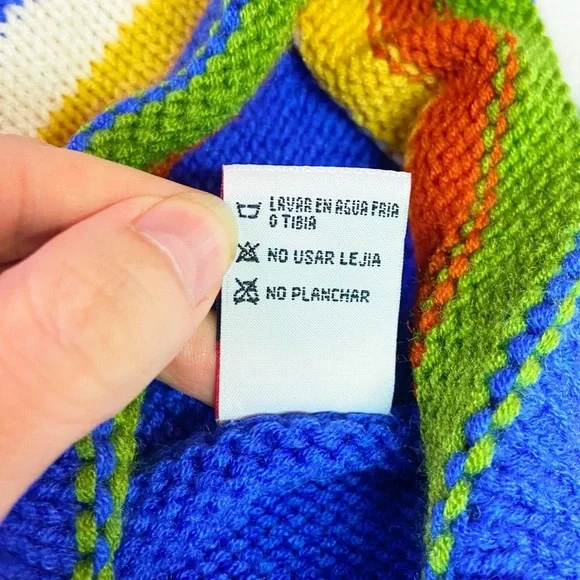 LAVAR EN AGUA FRIA
O TIBIA
NO USAR LEJIA
NO PLANCHAR